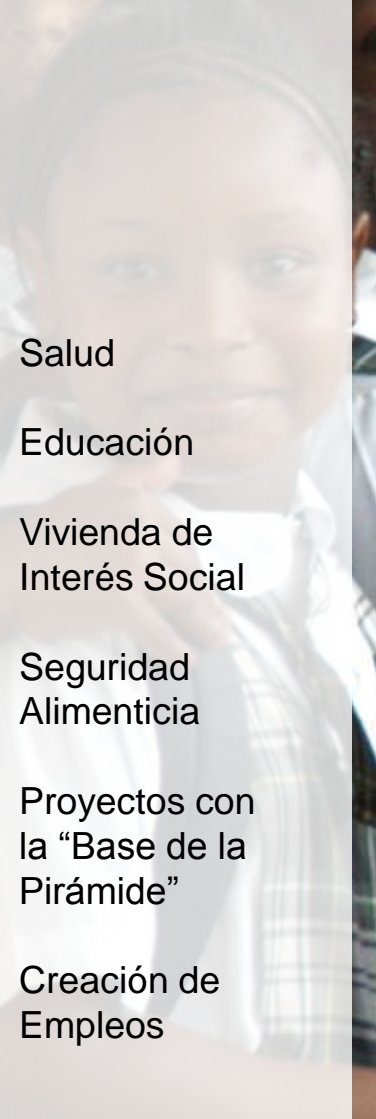 Salud
Educación
Vivienda de
Interés Social
Seguridad
Alimenticia
Proyectos con
la “Base de la
Pirámide”
Creación de
Empleos